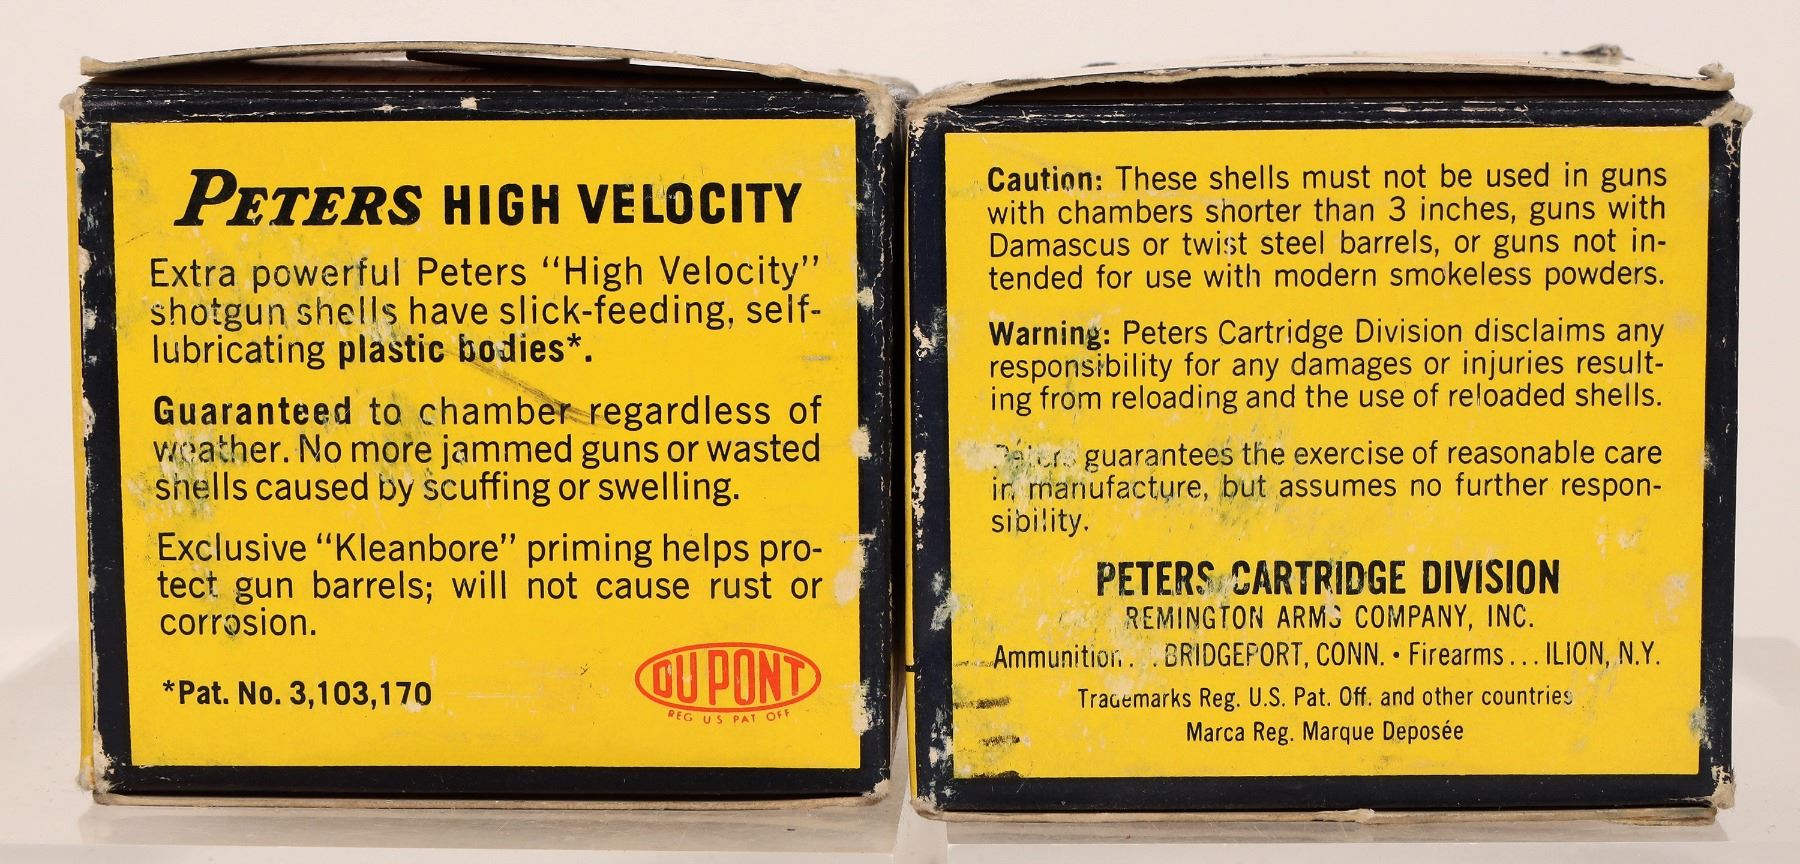 PETERS HIGH VELOCITY
Extra powerful Peters "High Velocity"
shotgun shells have slick-feeding, self-
lubricating plastic bodies*.
Guaranteed to chamber regardless of
weather. No more jammed guns or wasted
shells caused by scuffing or swelling.
Exclusive "Kleanbore" priming helps pro-
tect gun barrels; will not cause rust or
corrosion.
*Pat. No. 3,103,170
DU PONT
REG US PAT OFF
Caution: These shells must not be used in guns
with chambers shorter than 3 inches, guns with
Damascus or twist steel barrels, or guns not in-
tended for use with modern smokeless powders.
Warning: Peters Cartridge Division disclaims any
responsibility for any damages or injuries result-
ing from reloading and the use of reloaded shells.
Peters guarantees the exercise of reasonable care
in manufacture, but assumes no further respon-
sibility.
PETERS CARTRIDGE DIVISION
REMINGTON ARMS COMPANY, INC.
Ammunition... BRIDGEPORT, CONN. • Firearms... ILION, N.Y.
Trademarks Reg. U.S. Pat. Off. and other countries
Marca Reg. Marque Deposée